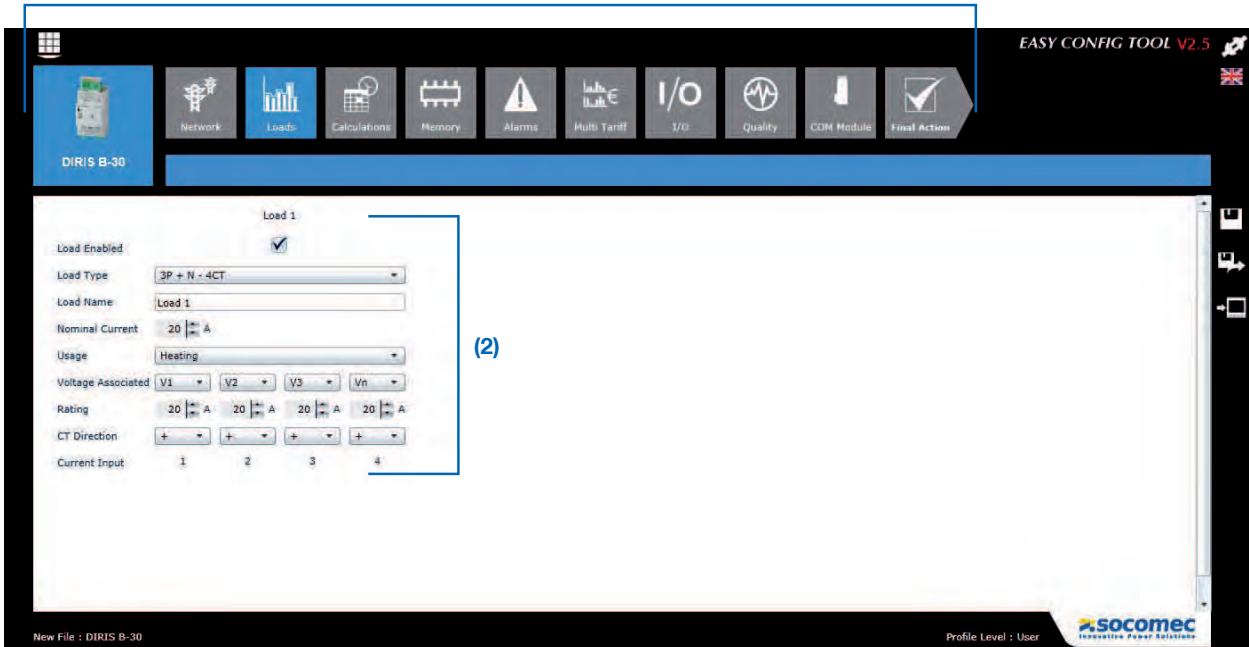 EASY CONFIG TOOL V2.5
Network Loads Calculations Memory Alarms Multi Tariff I/O Quality COM Module Final Action
€ I/O
DIRIS B-30
Load 1
Load Enabled
Load Type 3P + N - 4CT
Load Name Load 1
Nominal Current 20 A
Usage Heating
(2)
Voltage Associated V1 V2 V3 Vn
Rating 20 A 20 A 20 A 20 A
CT Direction + + + +
Current Input 1 2 3 4
New File : DIRIS B-30
Profile Level : User
socomec
Innovative Power Solutions